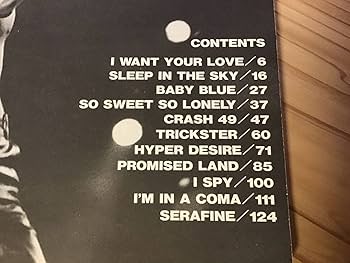 CONTENTS
I WANT YOUR LOVE/6
SLEEP IN THE SKY/16
BABY BLUE/27
SO SWEET SO LONELY/37
CRASH 49/47
TRICKSTER/60
HYPER DESIRE/71
PROMISED LAND/85
I SPY/100
I'M IN A COMA/111
SERAFINE/124